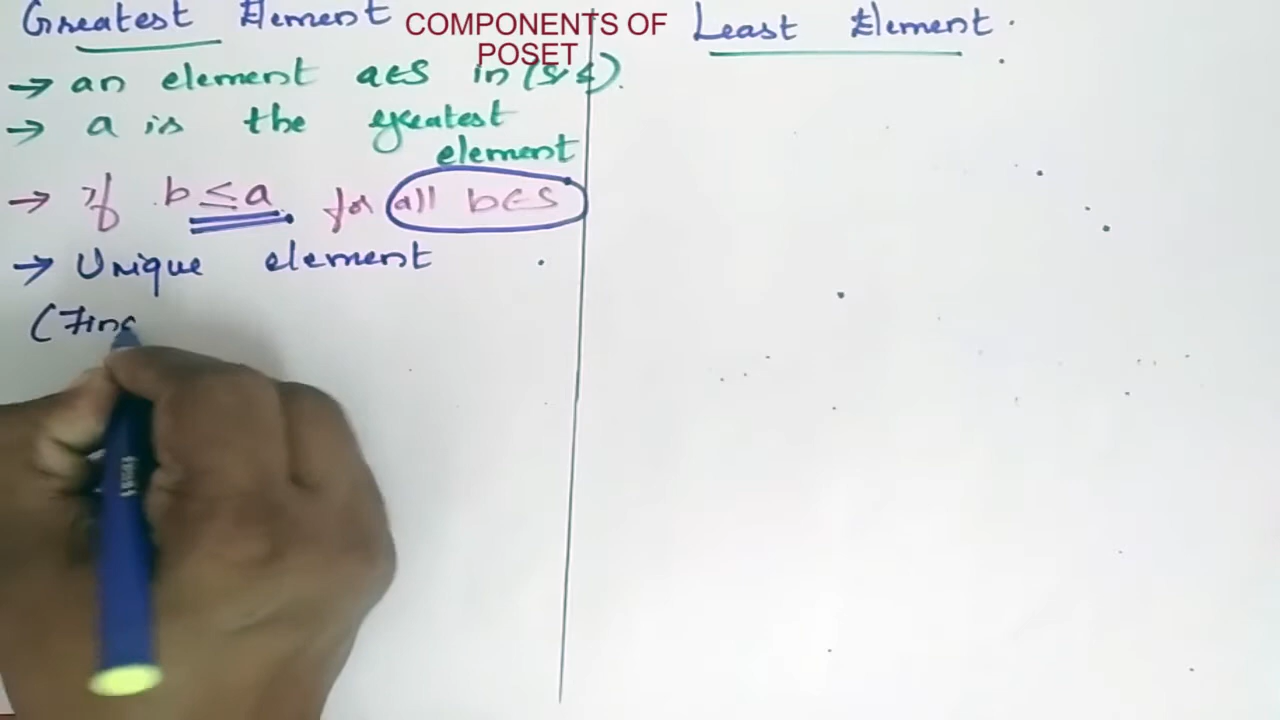 Greatest Element
COMPONENTS OF
POSET
→ an element a∈S in (S, ≤).
→ a is the greatest
element
→ if b ≤ a for all b∈S
→ Unique element
(Fin
Least Element